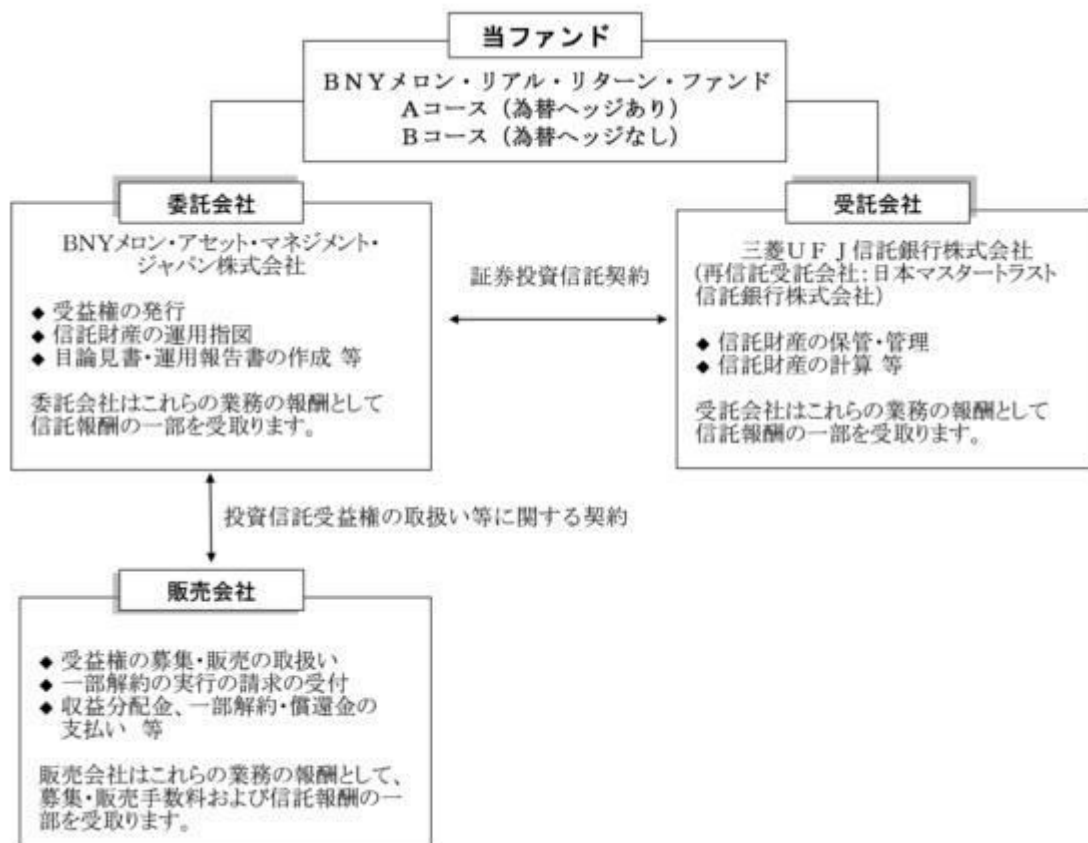 当ファンド
BNYメロン・リアル・リターン・ファンド
Aコース（為替ヘッジあり）
Bコース（為替ヘッジなし）
委託会社
BNYメロン・アセット・マネジメント・
ジャパン株式会社
◆ 受益権の発行
◆ 信託財産の運用指図
◆ 目論見書・運用報告書の作成 等
委託会社はこれらの業務の報酬として
信託報酬の一部を受取ります。
証券投資信託契約
受託会社
三菱UFJ信託銀行株式会社
(再信託受託会社：日本マスタートラスト
信託銀行株式会社)
◆ 信託財産の保管・管理
◆ 信託財産の計算 等
受託会社はこれらの業務の報酬として
信託報酬の一部を受取ります。
投資信託受益権の取扱い等に関する契約
販売会社
◆ 受益権の募集・販売の取扱い
◆ 一部解約の実行の請求の受付
◆ 収益分配金、一部解約・償還金の
支払い 等
販売会社はこれらの業務の報酬として、
募集・販売手数料および信託報酬の一
部を受取ります。